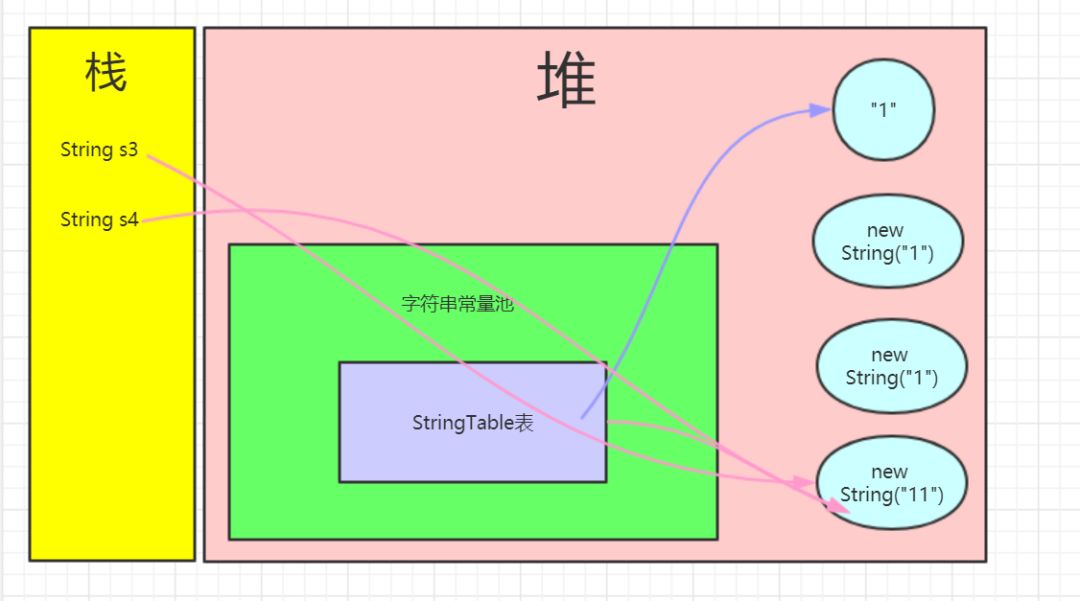 栈
堆
String s3
String s4
字符串常量池
StringTable表
"1"
new
String("1")
new
String("1")
new
String("11")